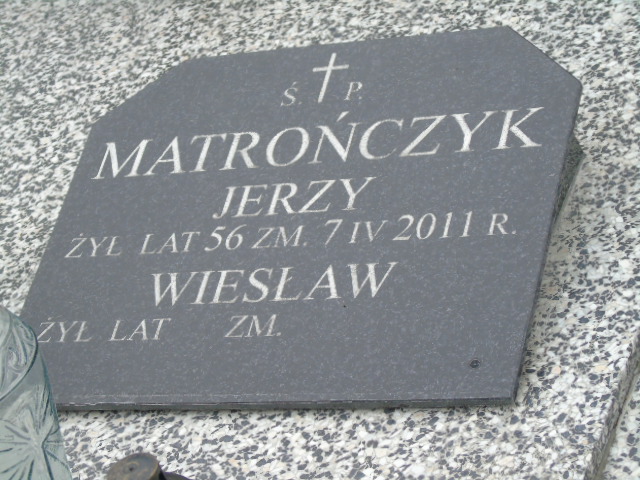 Ś. P.
MATROŃCZYK
JERZY
ŻYŁ LAT 56 ZM. 7 IV 2011 R.
WIESŁAW
ŻYŁ LAT ZM.